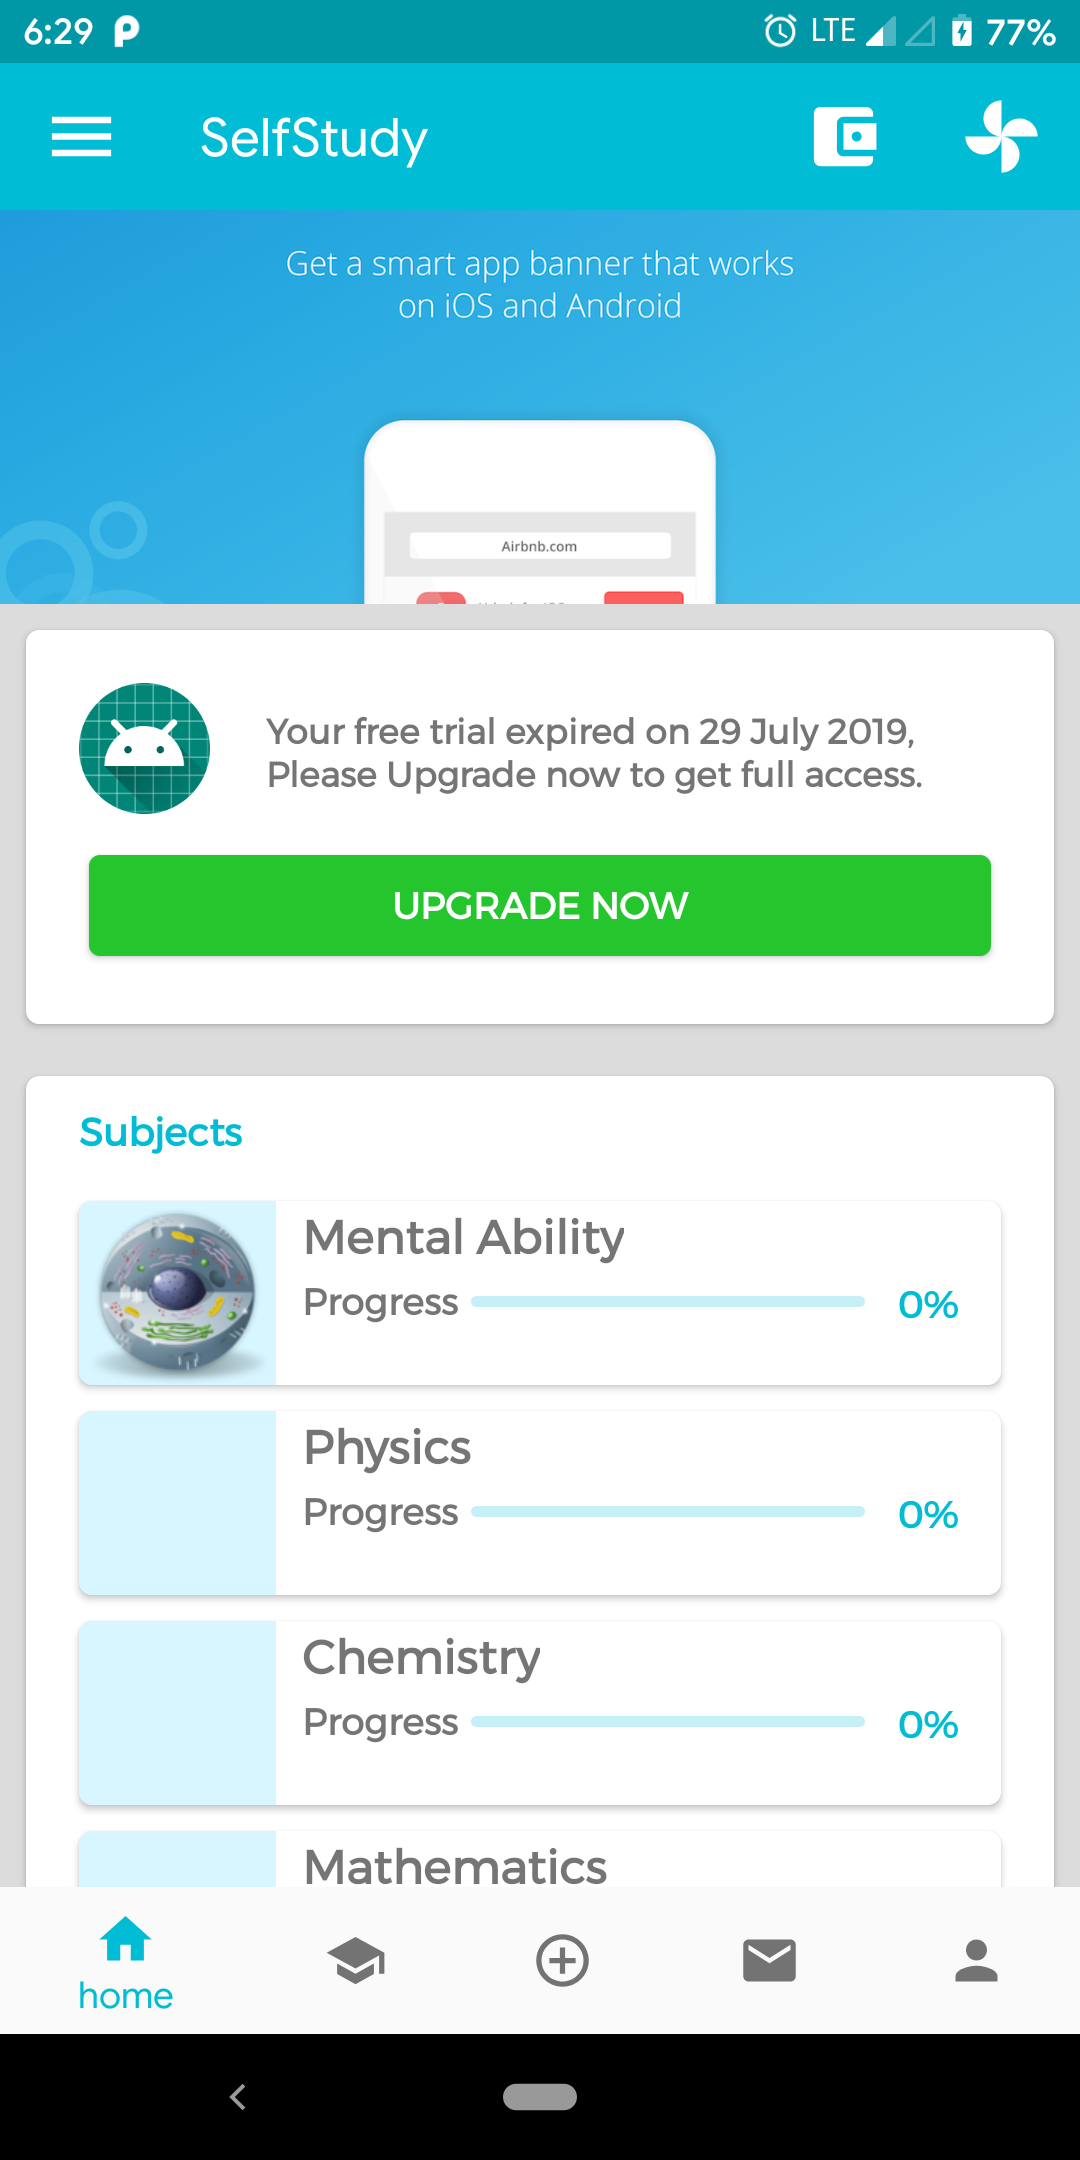 6:29
LTE
77%
SelfStudy
Get a smart app banner that works
on iOS and Android
Airbnb.com
Your free trial expired on 29 July 2019,
Please Upgrade now to get full access.
UPGRADE NOW
Subjects
Mental Ability
Progress 0%
Physics
Progress 0%
Chemistry
Progress 0%
Mathematics
home